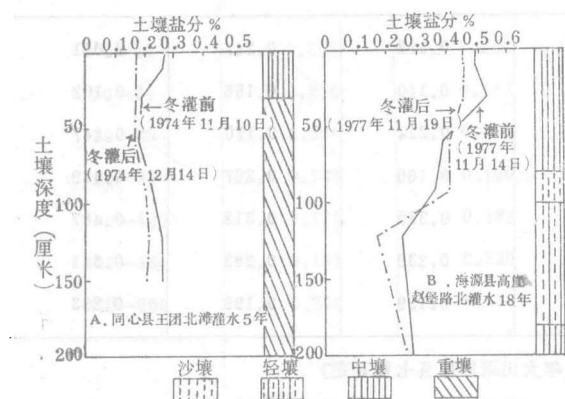 土壤盐分%
土壤盐分%
0 0,1 0.2 0.4 0.5
0 0.1 0.2 0.3 0.5 0.6%
冬灌前
(1974年11月10日)
冬灌后
(1974年12月14日)
冬灌后
(1977年11月19日)
冬灌前
(1977年
11月14日)
50
100
150
200
50
100
150
200
土壤深度(厘米)
A、同心县王团北滩灌水5年
B、海源县高崖
赵堡路北灌水18年
沙壤 轻壤 中壤 重壤